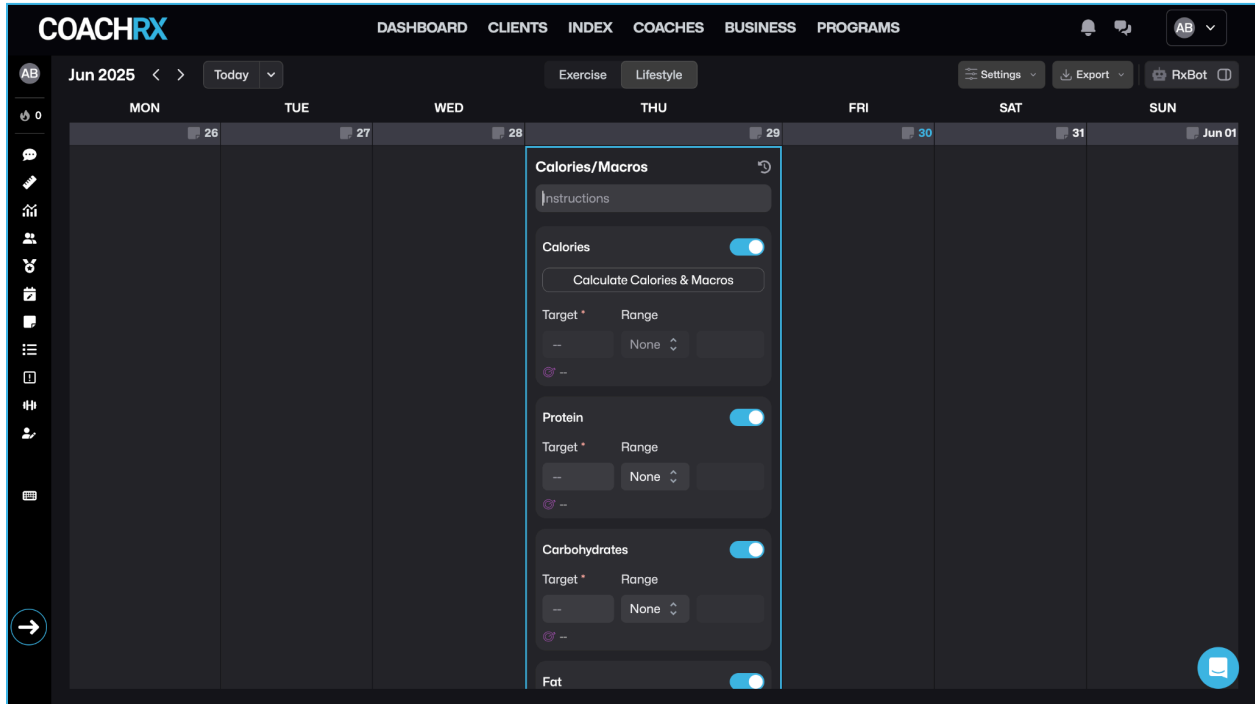 COACHRX DASHBOARD CLIENTS INDEX COACHES BUSINESS PROGRAMS AB
AB Jun 2025 Today Exercise Lifestyle Settings Export RxBot
MON TUE WED THU FRI SAT SUN
0
26 27 28 29 30 31 Jun 01
Calories/Macros
Instructions
Calories
Calculate Calories & Macros
Target * Range
-- None
--
Protein
Target * Range
-- None
--
Carbohydrates
Target * Range
-- None
--
Fat